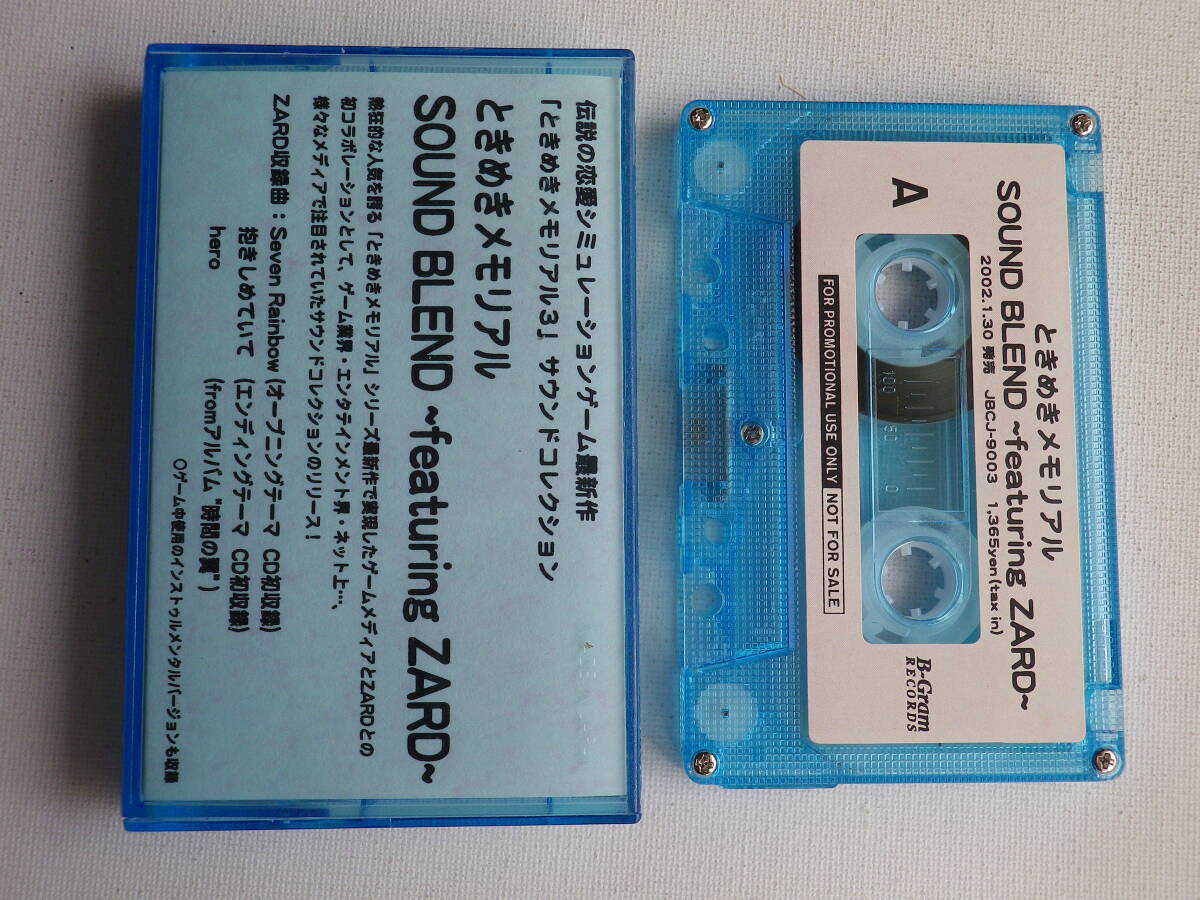 伝説の恋愛シミュレーションゲーム最新作
「ときめきメモリアル3」サウンドコレクション
ときめきメモリアル
SOUND BLEND ~featuring ZARD~
熱狂的な人気を誇る「ときめきメモリアル」シリーズ最新作で実現したゲームメディアとZARDとの
初コラボレーションとして、ゲーム業界・エンタテインメント界・ネット上…、
様々なメディアで注目されていたサウンドコレクションのリリース！
ZARD収録曲：Seven Rainbow (オープニングテーマ CD初収録)
抱きしめていて (エンディングテーマ CD初収録)
hero (fromアルバム "時間の翼")
○ゲーム中使用のインストゥルメンタルバージョンも収録
ときめきメモリアル
SOUND BLEND ~featuring ZARD~
2002.1.30 発売 JBCJ-9003 1,365yen(tax in)
A
100 50 0
FOR PROMOTIONAL USE ONLY NOT FOR SALE
B-Gram
RECORDS